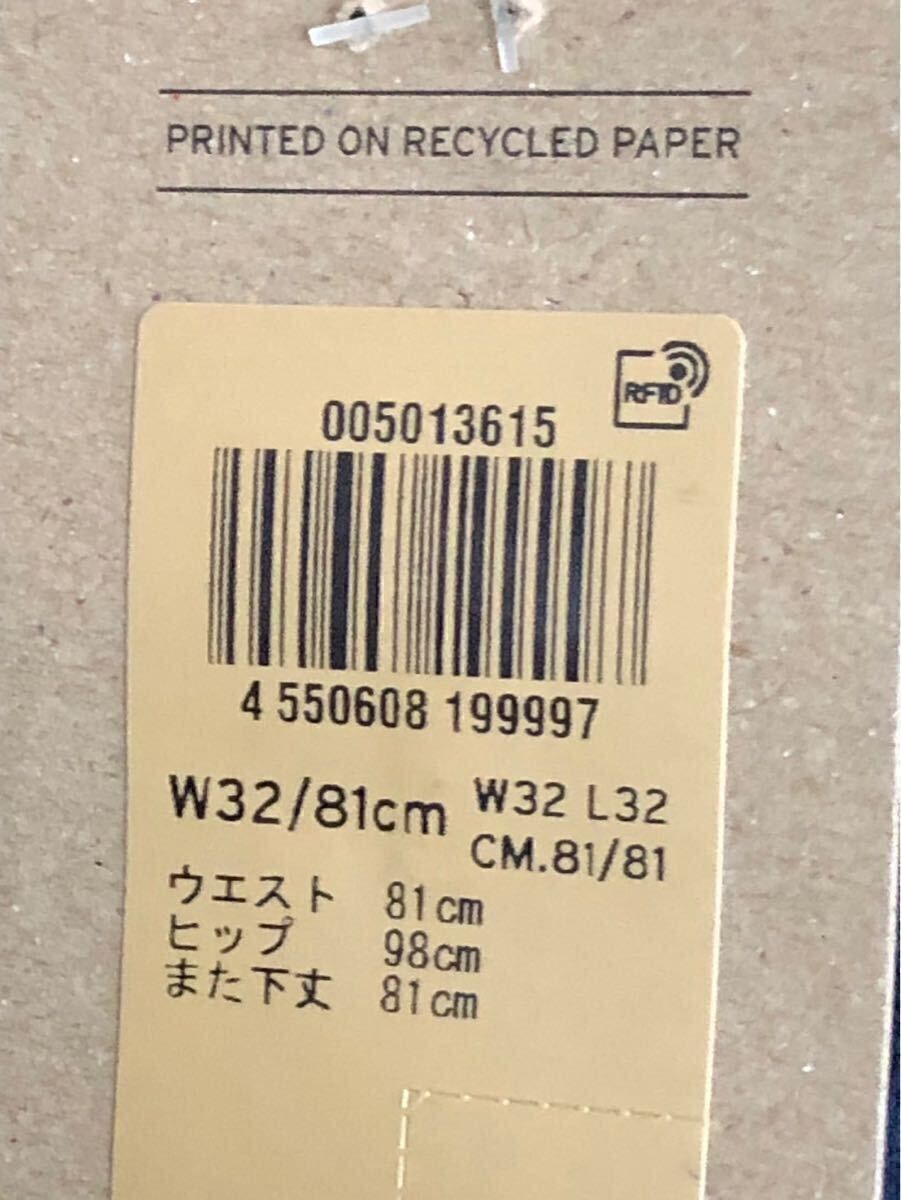 PRINTED ON RECYCLED PAPER
RFID
005013615
4 550608 199997
W32/81cm
W32 L32
CM.81/81
ウエスト 81cm
ヒップ 98cm
また下丈 81cm